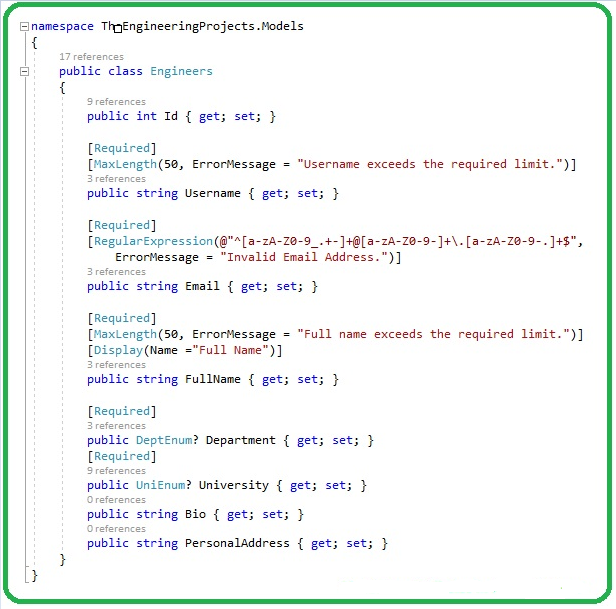 namespace TheEngineeringProjects.Models
{
17 references
public class Engineers
{
9 references
public int Id { get; set; }
[Required]
[MaxLength(50, ErrorMessage = "Username exceeds the required limit.")]
3 references
public string Username { get; set; }
[Required]
[RegularExpression(@"^[a-zA-Z0-9_.+-]+@[a-zA-Z0-9-]+\.[a-zA-Z0-9-.]+$",
ErrorMessage = "Invalid Email Address.")]
3 references
public string Email { get; set; }
[Required]
[MaxLength(50, ErrorMessage = "Full name exceeds the required limit.")]
[Display(Name ="Full Name")]
3 references
public string FullName { get; set; }
[Required]
3 references
public DeptEnum? Department { get; set; }
[Required]
9 references
public UniEnum? University { get; set; }
0 references
public string Bio { get; set; }
0 references
public string PersonalAddress { get; set; }
}
}